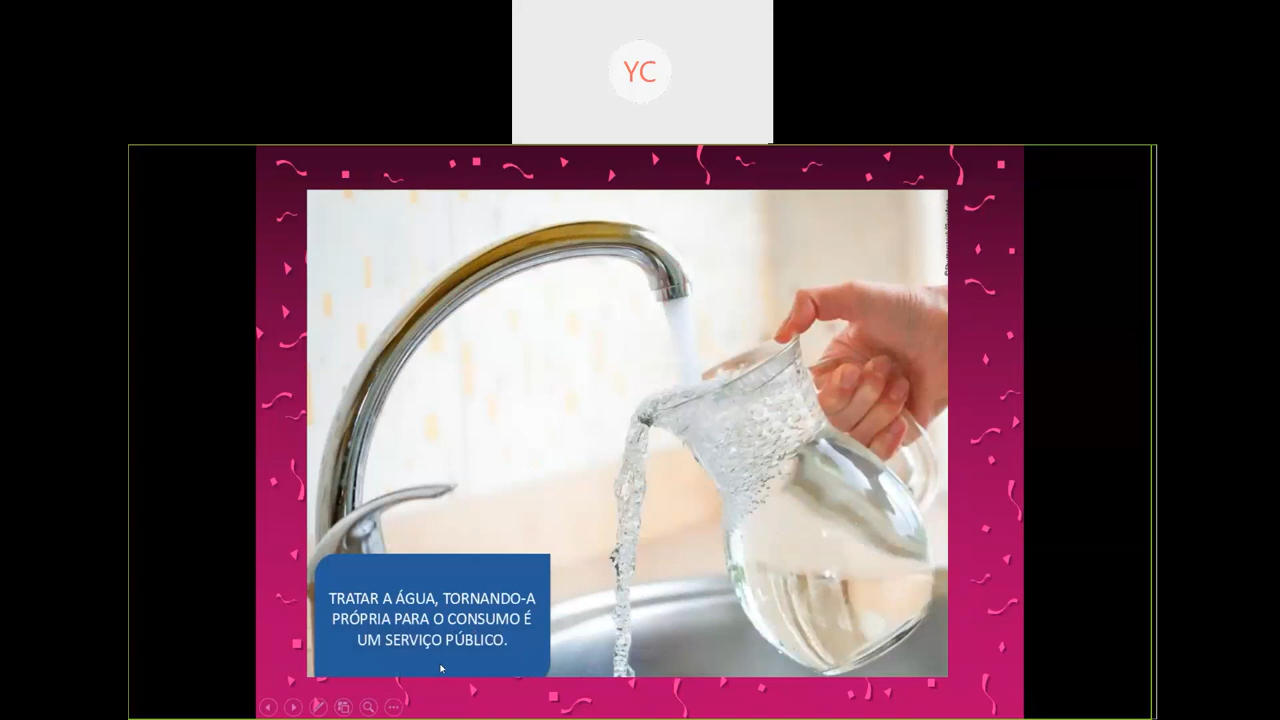 YC
TRATAR A ÁGUA, TORNANDO-A
PRÓPRIA PARA O CONSUMO É
UM SERVIÇO PÚBLICO.